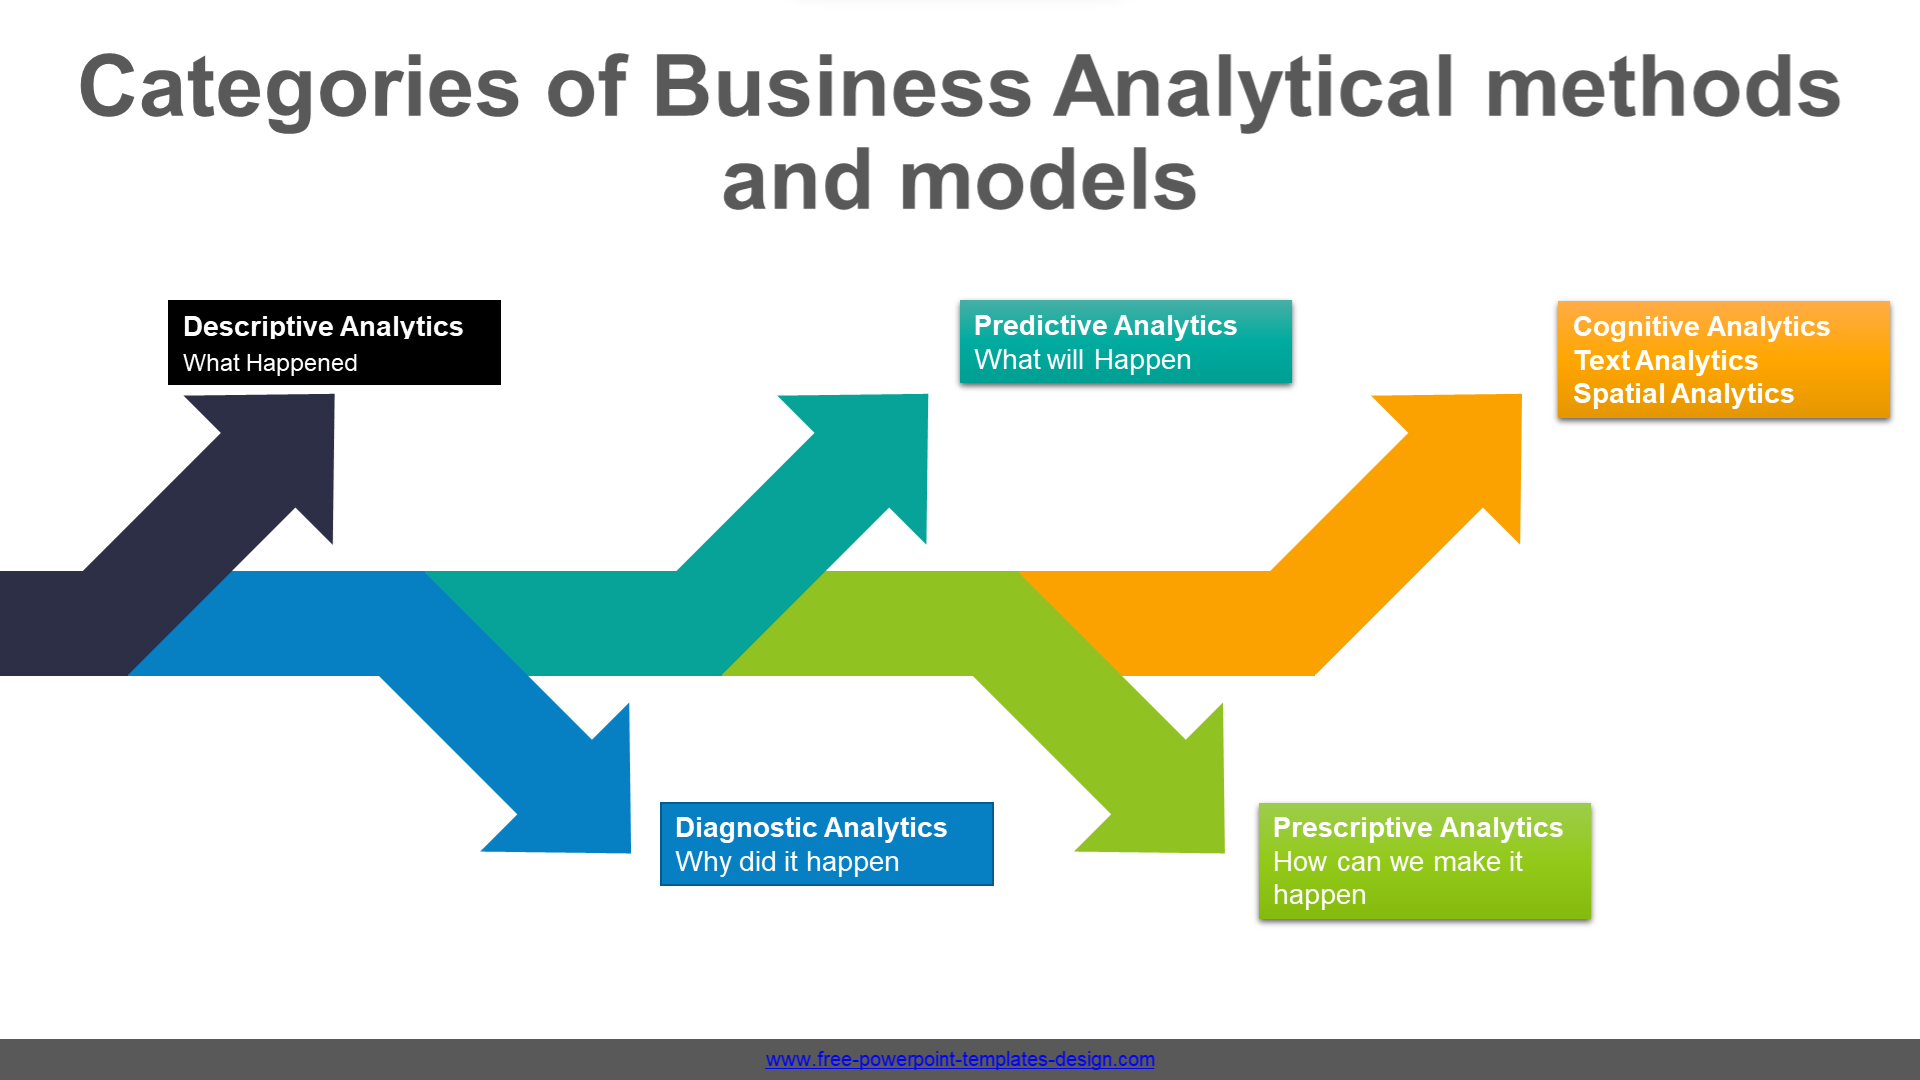 Categories of Business Analytical methods
and models
Descriptive Analytics
What Happened
Predictive Analytics
What will Happen
Cognitive Analytics
Text Analytics
Spatial Analytics
Diagnostic Analytics
Why did it happen
Prescriptive Analytics
How can we make it
happen
www.free-powerpoint-templates-design.com